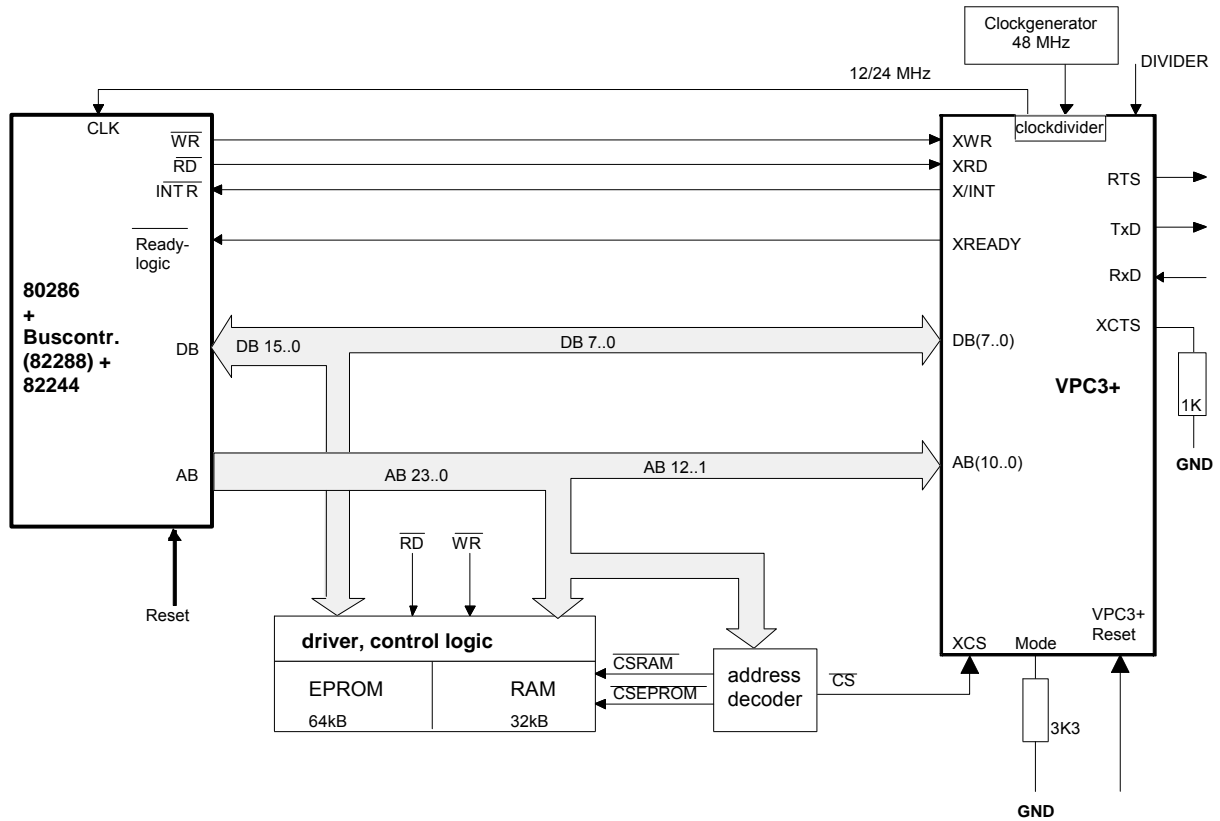 Clockgenerator
48 MHz
12/24 MHz
DIVIDER
CLK
clockdivider
WR
XWR
RD
XRD
INTR
X/INT
RTS
Ready-
logic
XREADY
TxD
RxD
80286
+
Buscontr.
(82288) +
82244
XCTS
DB
DB 15..0
DB 7..0
DB(7..0)
VPC3+
1K
GND
AB
AB 23..0
AB 12..1
AB(10..0)
RD
WR
Reset
driver, control logic
EPROM
64kB
RAM
32kB
CSRAM
CSEPROM
address
decoder
CS
XCS
Mode
VPC3+
Reset
3K3
GND